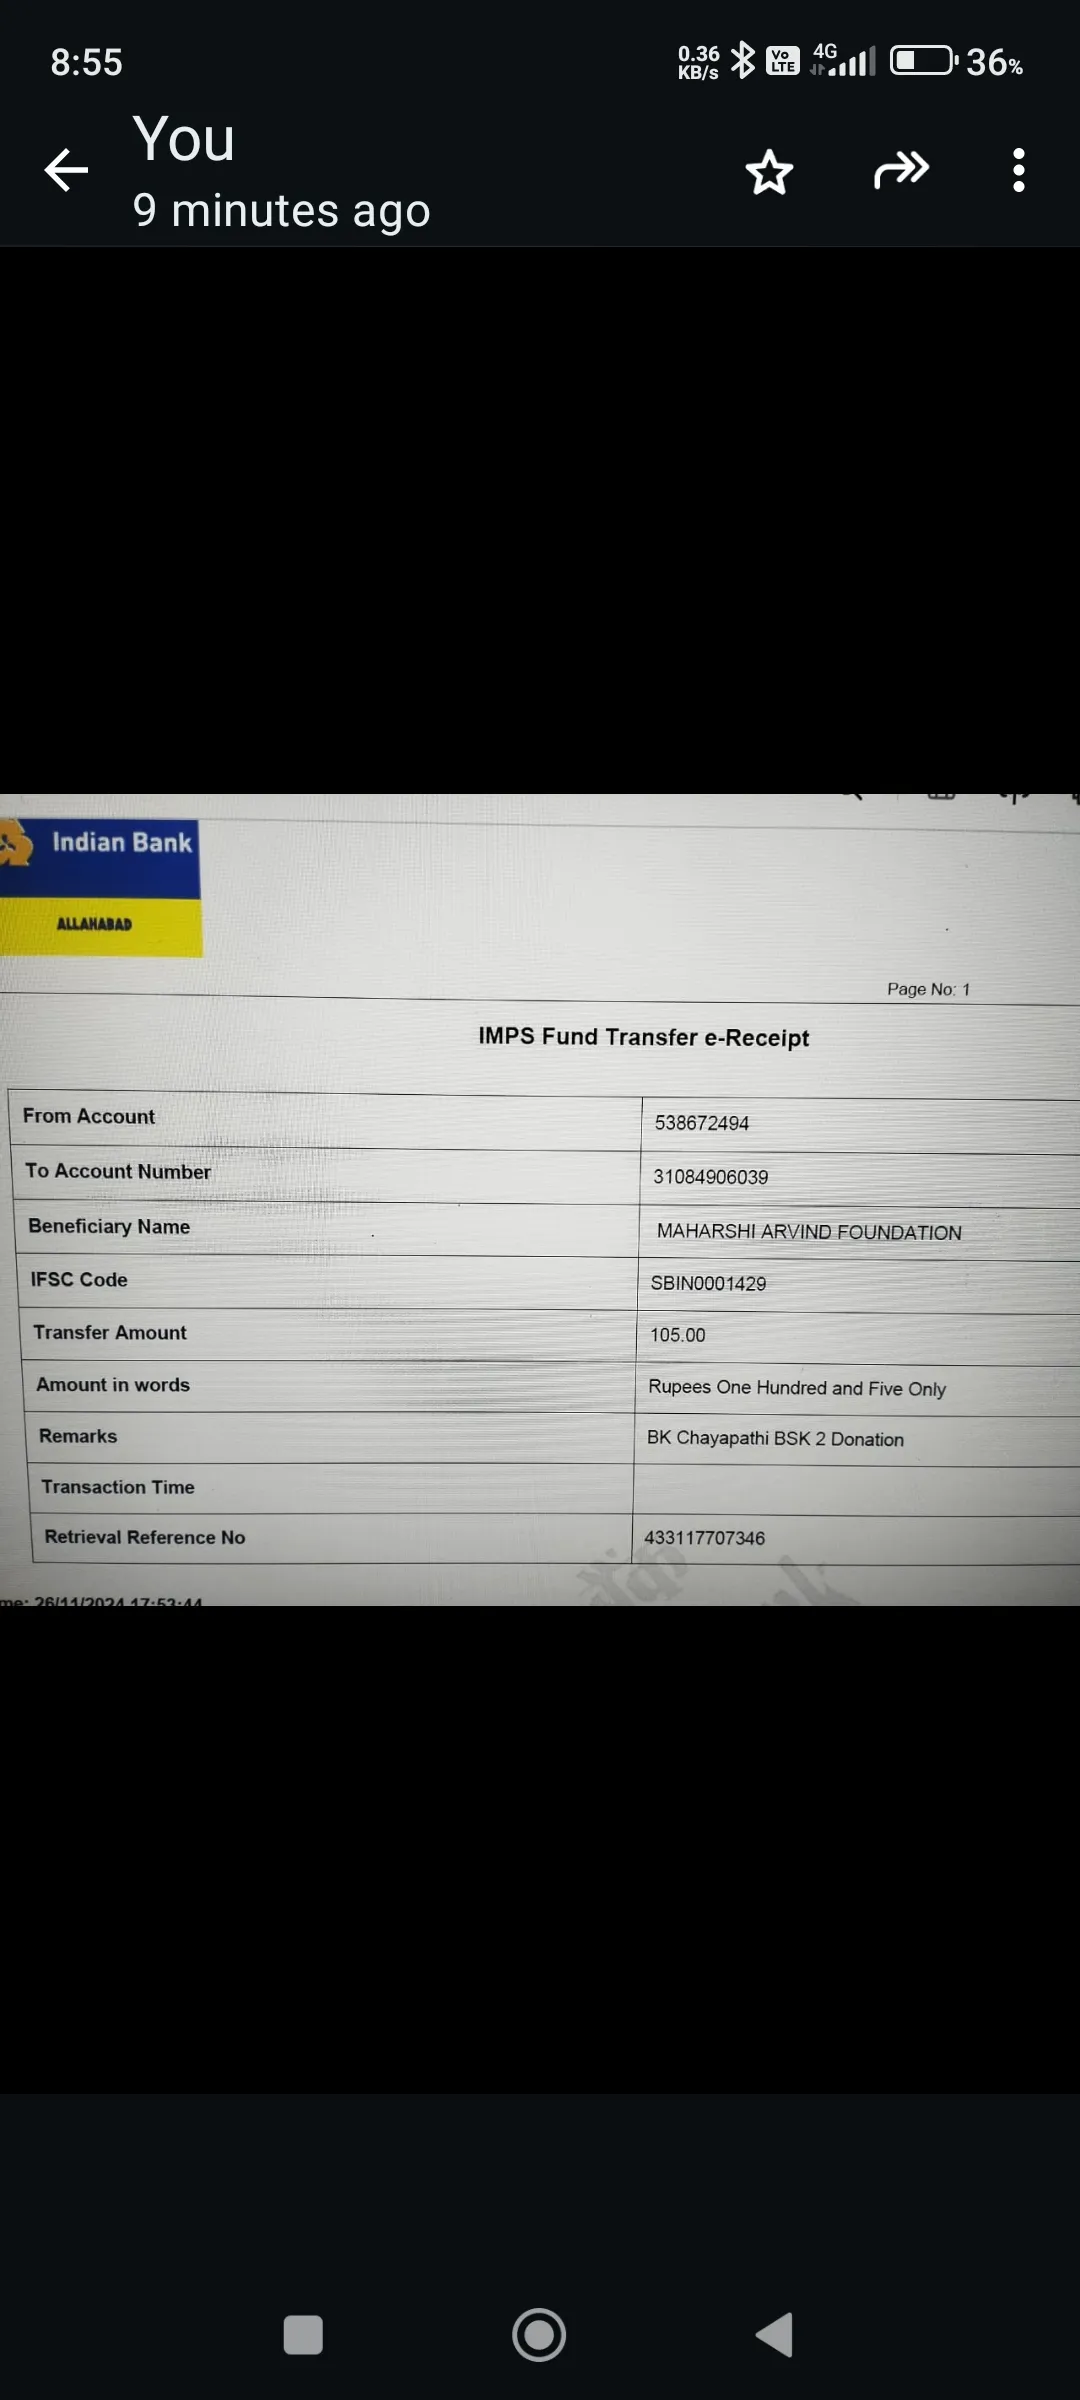 8:55
0.36 KB/s
Vo LTE
4G
36%
You
9 minutes ago
Indian Bank
ALLAHABAD
Page No: 1
IMPS Fund Transfer e-Receipt
From Account 538672494
To Account Number 31084906039
Beneficiary Name MAHARSHI ARVIND FOUNDATION
IFSC Code SBIN0001429
Transfer Amount 105.00
Amount in words Rupees One Hundred and Five Only
Remarks BK Chayapathi BSK 2 Donation
Transaction Time
Retrieval Reference No 433117707346
me: 26/11/2024 17:53:44